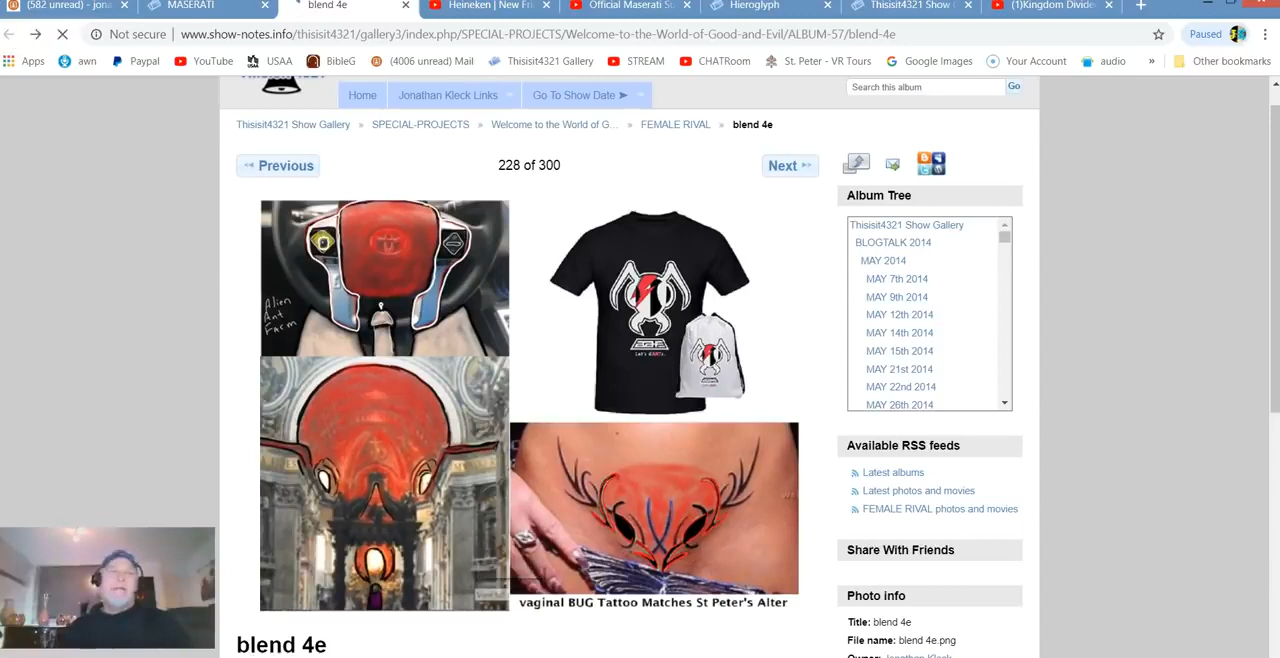 (582 unread) - jona
MASERATI
blend 4e
Heineken | New Fri
Official Maserati Su
Hieroglyph
Thisisit4321 Show G
(1)Kingdom Divide
Not secure | www.show-notes.info/thisisit4321/gallery3/index.php/SPECIAL-PROJECTS/Welcome-to-the-World-of-Good-and-Evil/ALBUM-57/blend-4e
Paused
Apps awn Paypal YouTube USAA BibleG (4006 unread) Mail Thisisit4321 Gallery STREAM CHATRoom St. Peter - VR Tours Google Images Your Account audio » Other bookmarks
Home Jonathan Kleck Links Go To Show Date ►
Search this album Go
Thisisit4321 Show Gallery » SPECIAL-PROJECTS » Welcome to the World of G... » FEMALE RIVAL » blend 4e
Previous
228 of 300
Next
Alien
Ant
Farm
Let's dANCe.
vaginal BUG Tattoo Matches St Peter's Alter
blend 4e
Album Tree
Thisisit4321 Show Gallery
BLOGTALK 2014
MAY 2014
MAY 7th 2014
MAY 9th 2014
MAY 12th 2014
MAY 14th 2014
MAY 15th 2014
MAY 21st 2014
MAY 22nd 2014
MAY 26th 2014
Available RSS feeds
Latest albums
Latest photos and movies
FEMALE RIVAL photos and movies
Share With Friends
Photo info
Title: blend 4e
File name: blend 4e.png
Owner: Jonathan Kleck